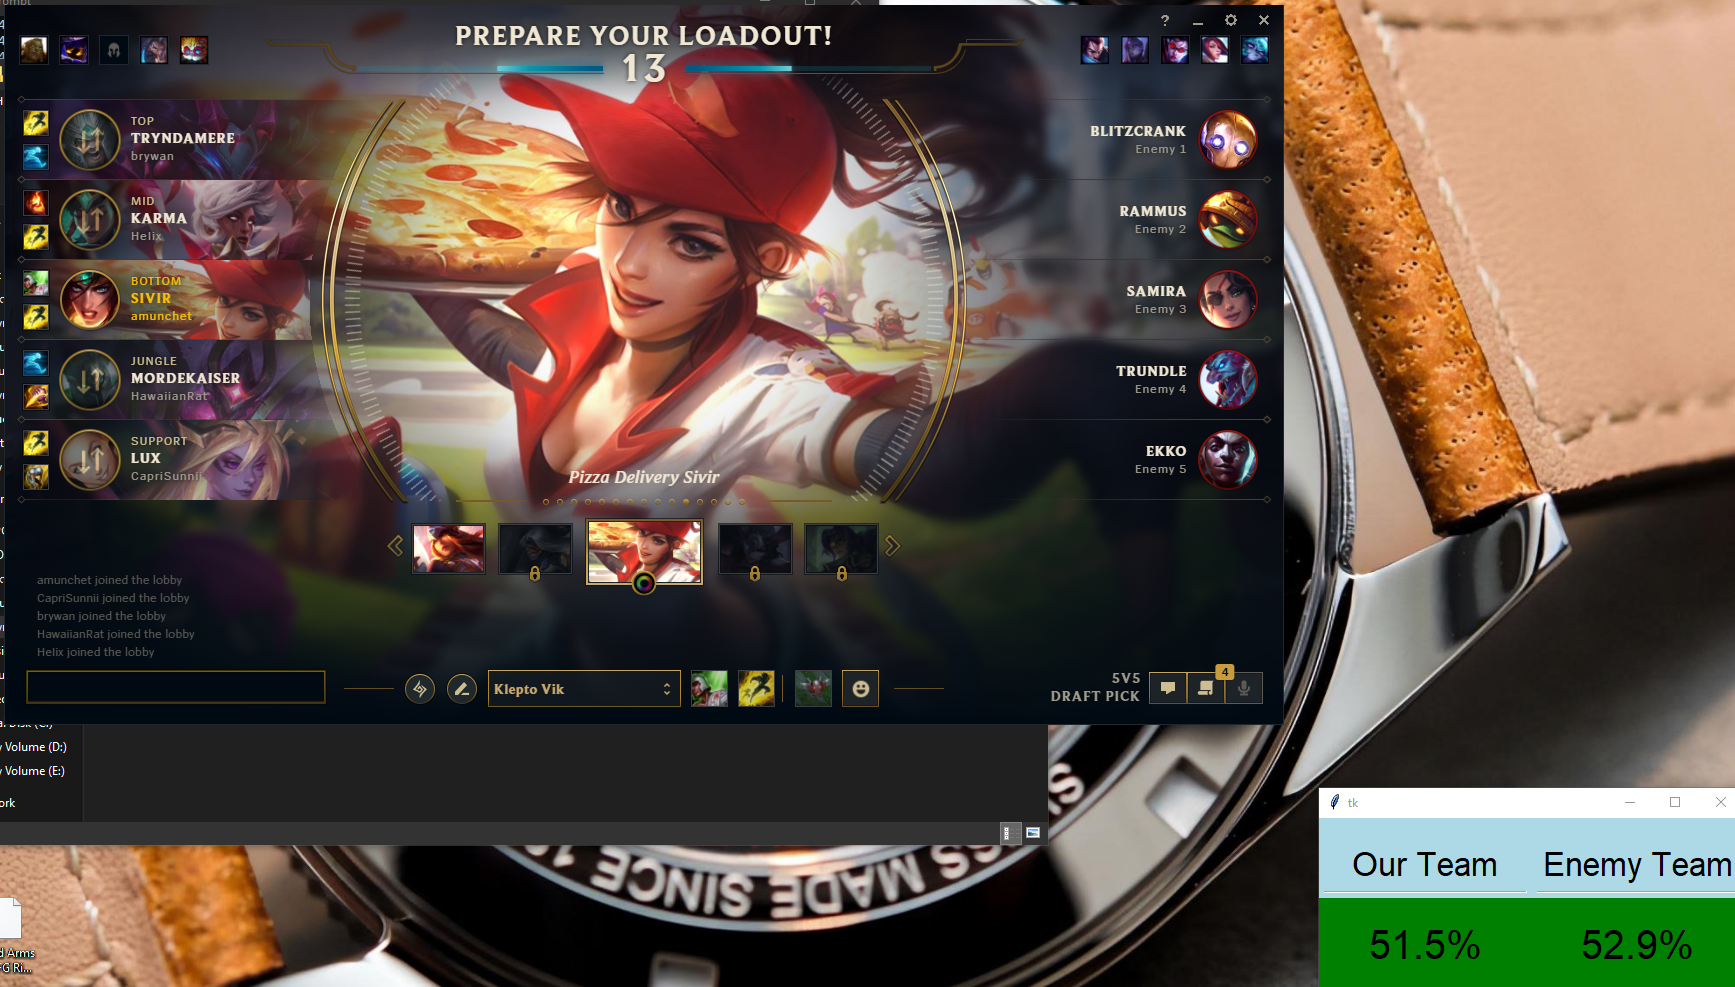 PREPARE YOUR LOADOUT!
13
TOP
TRYNDAMERE
brywan
MID
KARMA
Helix
BOTTOM
SIVIR
amunchet
JUNGLE
MORDEKAISER
HawaiianRat
SUPPORT
LUX
CapriSunnii
BLITZCRANK
Enemy 1
RAMMUS
Enemy 2
SAMIRA
Enemy 3
TRUNDLE
Enemy 4
EKKO
Enemy 5
Pizza Delivery Sivir
amunchet joined the lobby
CapriSunnii joined the lobby
brywan joined the lobby
HawaiianRat joined the lobby
Helix joined the lobby
Klepto Vik
5V5
DRAFT PICK
4
Volume (D:)
Volume (E:)
ork
MADE SINCE
d Arms
G Ri...
tk
Our Team
Enemy Team
51.5%
52.9%